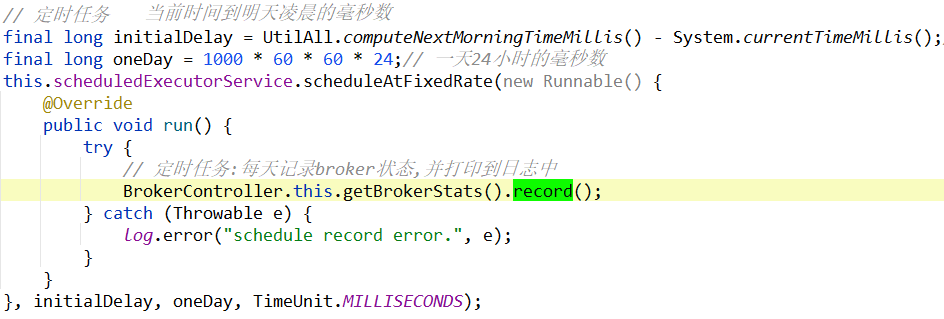 // 定时任务    当前时间到明天凌晨的毫秒数
final long initialDelay = UtilAll.computeNextMorningTimeMillis() - System.currentTimeMillis();
final long oneDay = 1000 * 60 * 60 * 24;// 一天24小时的毫秒数
this.scheduledExecutorService.scheduleAtFixedRate(new Runnable() {
    @Override
    public void run() {
        try {
            // 定时任务:每天记录broker状态,并打印到日志中
            BrokerController.this.getBrokerStats().record();
        } catch (Throwable e) {
            log.error("schedule record error.", e);
        }
    }
}, initialDelay, oneDay, TimeUnit.MILLISECONDS);